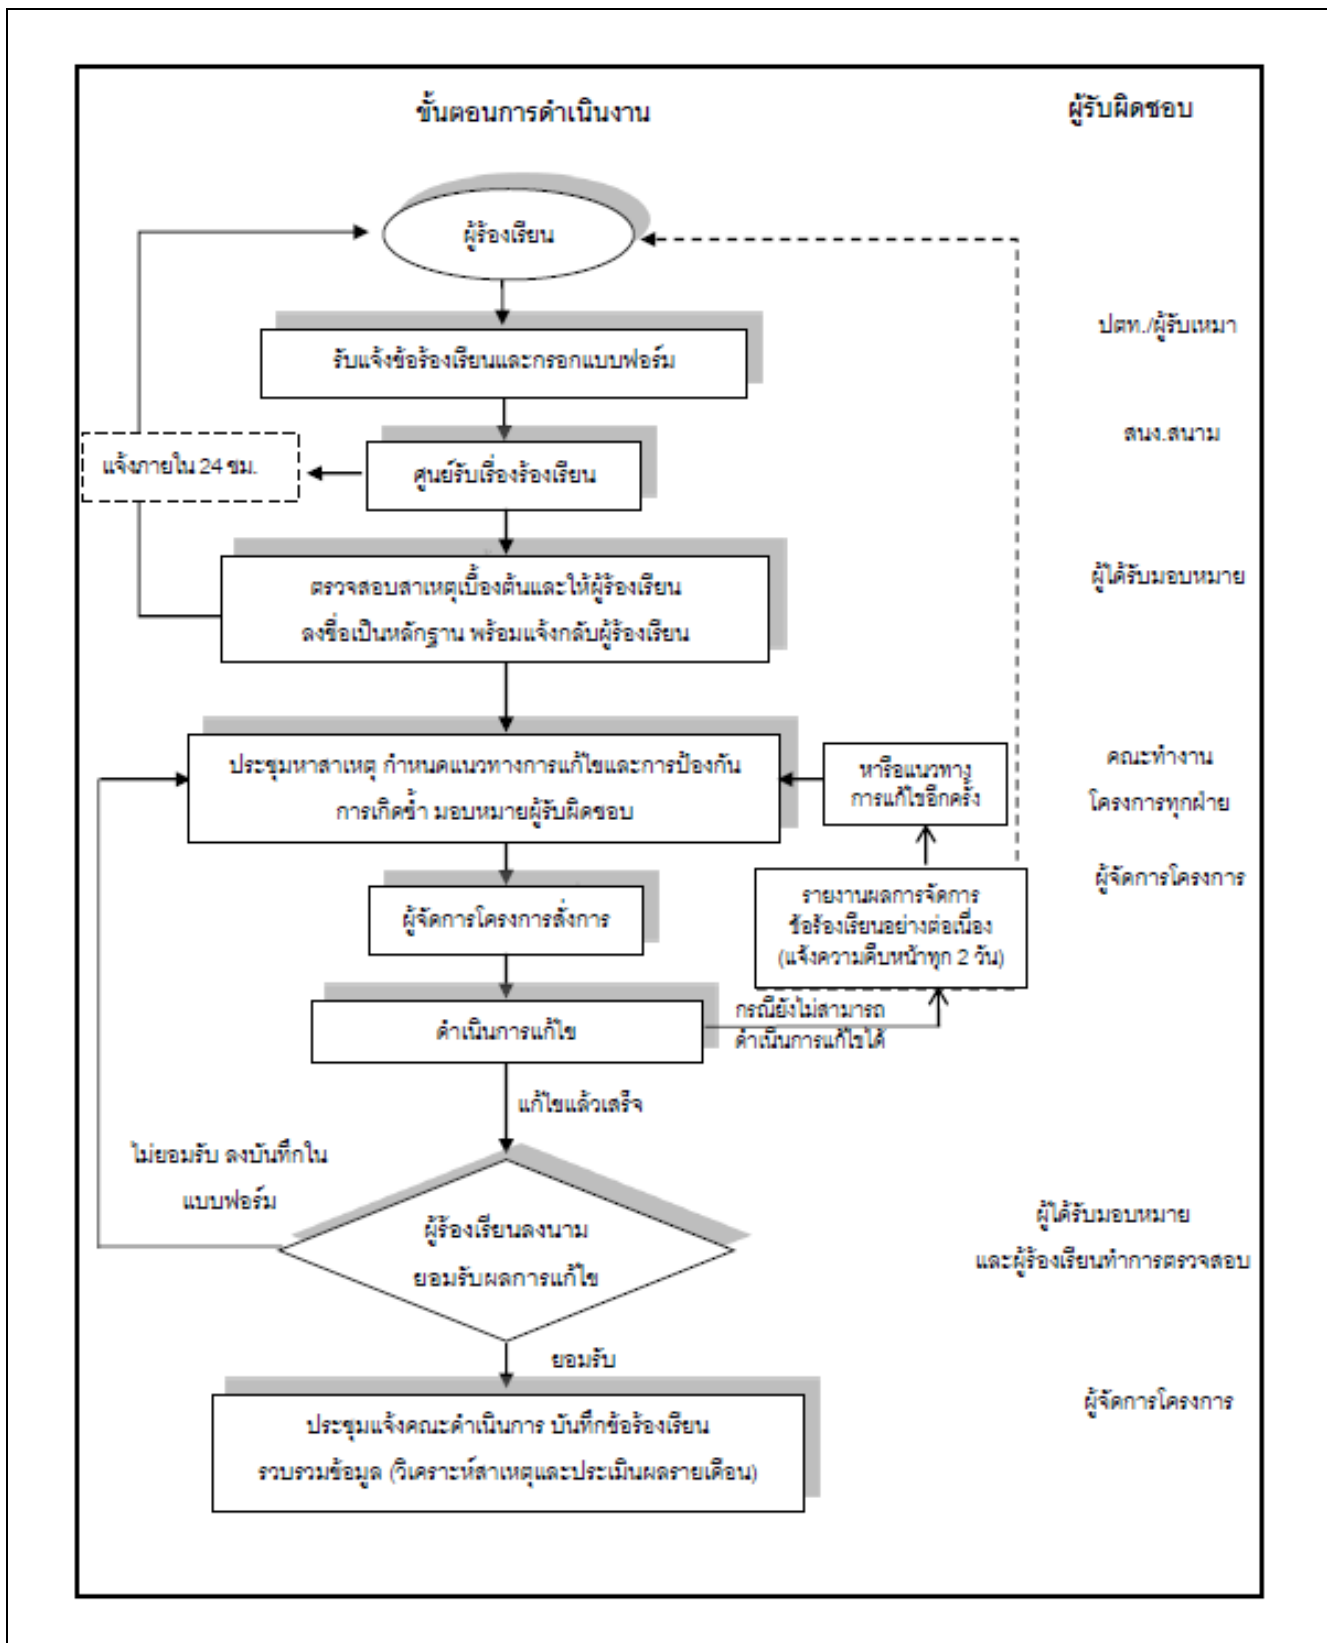 ขั้นตอนการดำเนินงาน
ผู้รับผิดชอบ
ผู้ร้องเรียน
รับแจ้งข้อร้องเรียนและกรอกแบบฟอร์ม
ปตท./ผู้รับเหมา
ศูนย์รับเรื่องร้องเรียน
สนง.สนาม
แจ้งภายใน 24 ชม.
ตรวจสอบสาเหตุเบื้องต้นและให้ผู้ร้องเรียน
ลงชื่อเป็นหลักฐาน พร้อมแจ้งกลับผู้ร้องเรียน
ผู้ได้รับมอบหมาย
ประชุมหาสาเหตุ กำหนดแนวทางการแก้ไขและการป้องกัน
การเกิดซ้ำ มอบหมายผู้รับผิดชอบ
หารือแนวทาง
การแก้ไขอีกครั้ง
คณะทำงาน
โครงการทุกฝ่าย
ผู้จัดการโครงการสั่งการ
รายงานผลการจัดการ
ข้อร้องเรียนอย่างต่อเนื่อง
(แจ้งความคืบหน้าทุก 2 วัน)
ผู้จัดการโครงการ
ดำเนินการแก้ไข
กรณียังไม่สามารถ
ดำเนินการแก้ไขได้
แก้ไขแล้วเสร็จ
ไม่ยอมรับ ลงบันทึกใน
แบบฟอร์ม
ผู้ร้องเรียนลงนาม
ยอมรับผลการแก้ไข
ผู้ได้รับมอบหมาย
และผู้ร้องเรียนทำการตรวจสอบ
ยอมรับ
ประชุมแจ้งคณะดำเนินการ บันทึกข้อร้องเรียน
รวบรวมข้อมูล (วิเคราะห์สาเหตุและประเมินผลรายเดือน)
ผู้จัดการโครงการ